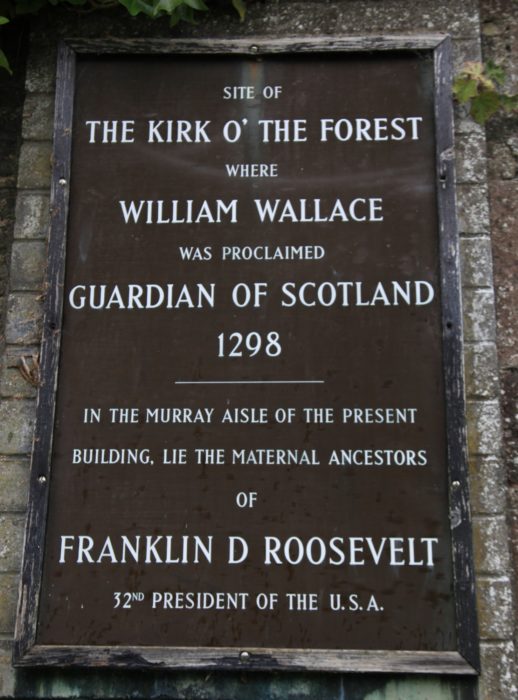 SITE OF
THE KIRK O' THE FOREST
WHERE
WILLIAM WALLACE
WAS PROCLAIMED
GUARDIAN OF SCOTLAND
1298
IN THE MURRAY AISLE OF THE PRESENT
BUILDING, LIE THE MATERNAL ANCESTORS
OF
FRANKLIN D ROOSEVELT
32ND PRESIDENT OF THE U.S.A.